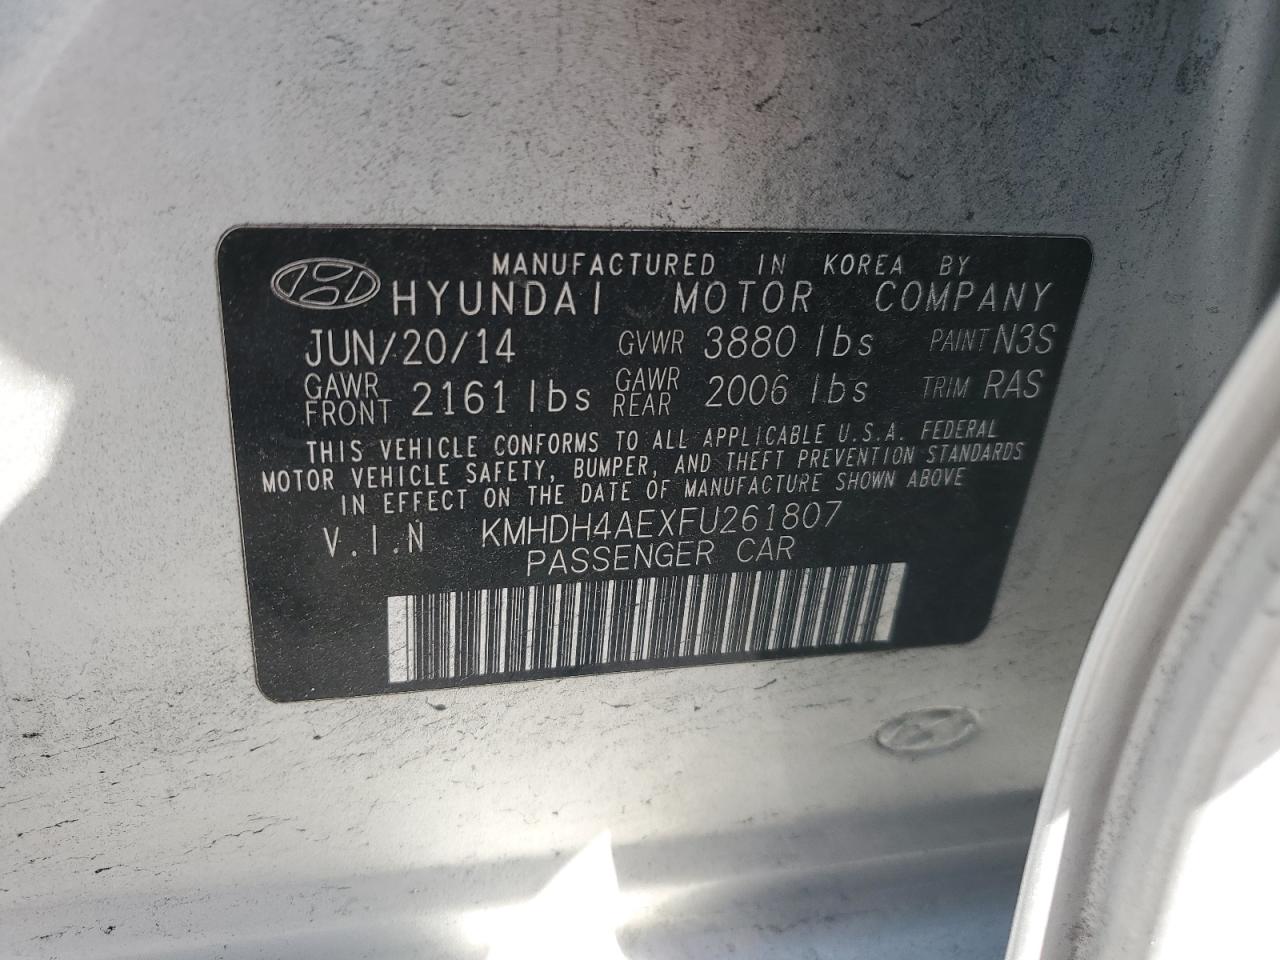 MANUFACTURED IN KOREA BY
HYUNDAI MOTOR COMPANY
JUN/20/14 GVWR 3880 lbs PAINT N3S
GAWR FRONT 2161 lbs GAWR REAR 2006 lbs TRIM RAS
THIS VEHICLE CONFORMS TO ALL APPLICABLE U.S.A. FEDERAL
MOTOR VEHICLE SAFETY, BUMPER, AND THEFT PREVENTION STANDARDS
IN EFFECT ON THE DATE OF MANUFACTURE SHOWN ABOVE
V.I.N KMHDH4AEXFU261807
PASSENGER CAR